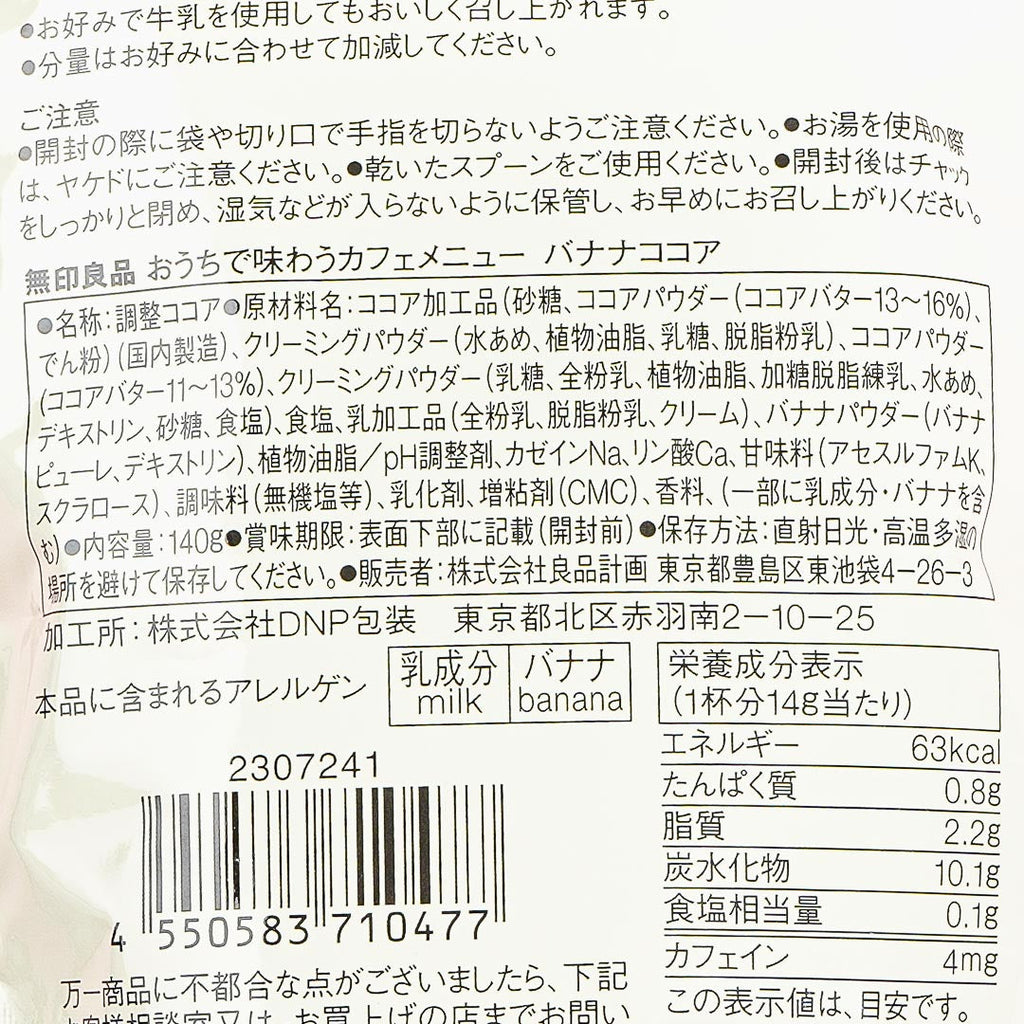 ●お好みで牛乳を使用してもおいしく召し上がれます。
●分量はお好みに合わせて加減してください。
ご注意
●開封の際に袋や切り口で手指を切らないようご注意ください。●お湯を使用の際
は、ヤケドにご注意ください。●乾いたスプーンをご使用ください。●開封後はチャック
をしっかりと閉め、湿気などが入らないように保管し、お早めにお召し上がりください。
無印良品 おうちで味わうカフェメニュー バナナココア
●名称：調整ココア●原材料名：ココア加工品（砂糖、ココアパウダー（ココアバター13〜16%）、
でん粉）（国内製造）、クリーミングパウダー（水あめ、植物油脂、乳糖、脱脂粉乳）、ココアパウダー
（ココアバター11〜13%）、クリーミングパウダー（乳糖、全粉乳、植物油脂、加糖脱脂練乳、水あめ、
デキストリン、砂糖、食塩）、食塩、乳加工品（全粉乳、脱脂粉乳、クリーム）、バナナパウダー（バナナ
ピューレ、デキストリン）、植物油脂／pH調整剤、カゼインNa、リン酸Ca、甘味料（アセスルファムK、
スクラロース）、調味料（無機塩等）、乳化剤、増粘剤（CMC）、香料、（一部に乳成分・バナナを含
む）●内容量：140g●賞味期限：表面下部に記載（開封前）●保存方法：直射日光・高温多湿の
場所を避けて保存してください。●販売者：株式会社良品計画 東京都豊島区東池袋4−26−3
加工所：株式会社DNP包装 東京都北区赤羽南2−10−25
本品に含まれるアレルゲン
乳成分 バナナ
milk banana
栄養成分表示
（1杯分14g当たり）
エネルギー 63kcal
たんぱく質 0.8g
脂質 2.2g
炭水化物 10.1g
食塩相当量 0.1g
カフェイン 4mg
この表示値は、目安です。
2307241
4 550583 710477
万一商品に不都合な点がございましたら、下記
お客様相談室又は、お買上げの店までお問い